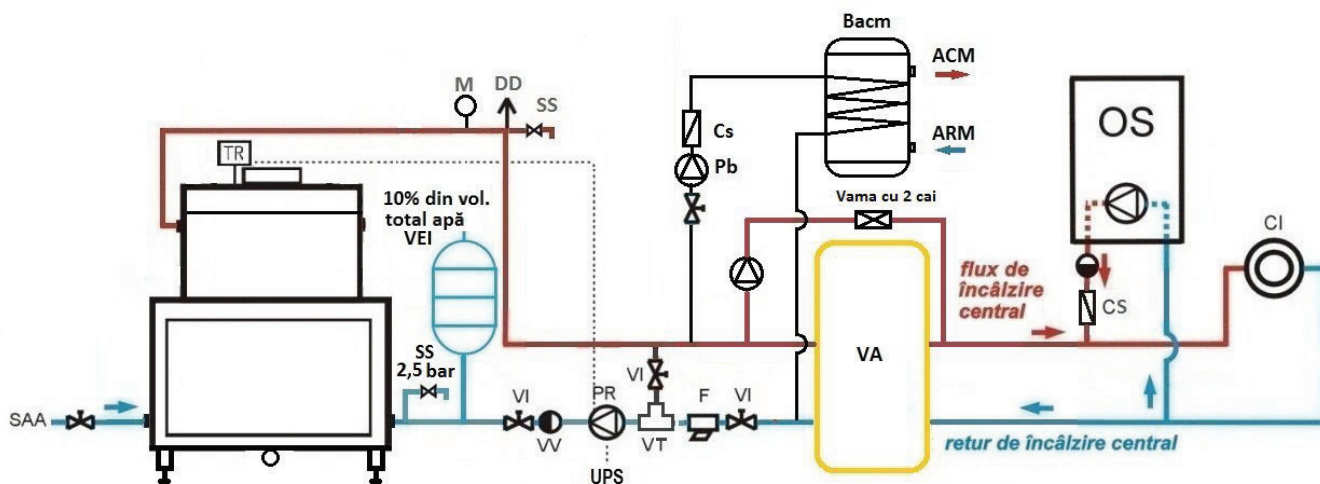 Bacm
ACM
ARM
M
DD
SS
TR
Cs
Pb
OS
10% din vol.
total apă
VEI
Vama cu 2 cai
CI
flux de
încălzire
central
CS
VA
SS
2,5 bar
VI
VI
PR
F
VI
SAA
VV
VT
retur de încălzire central
UPS